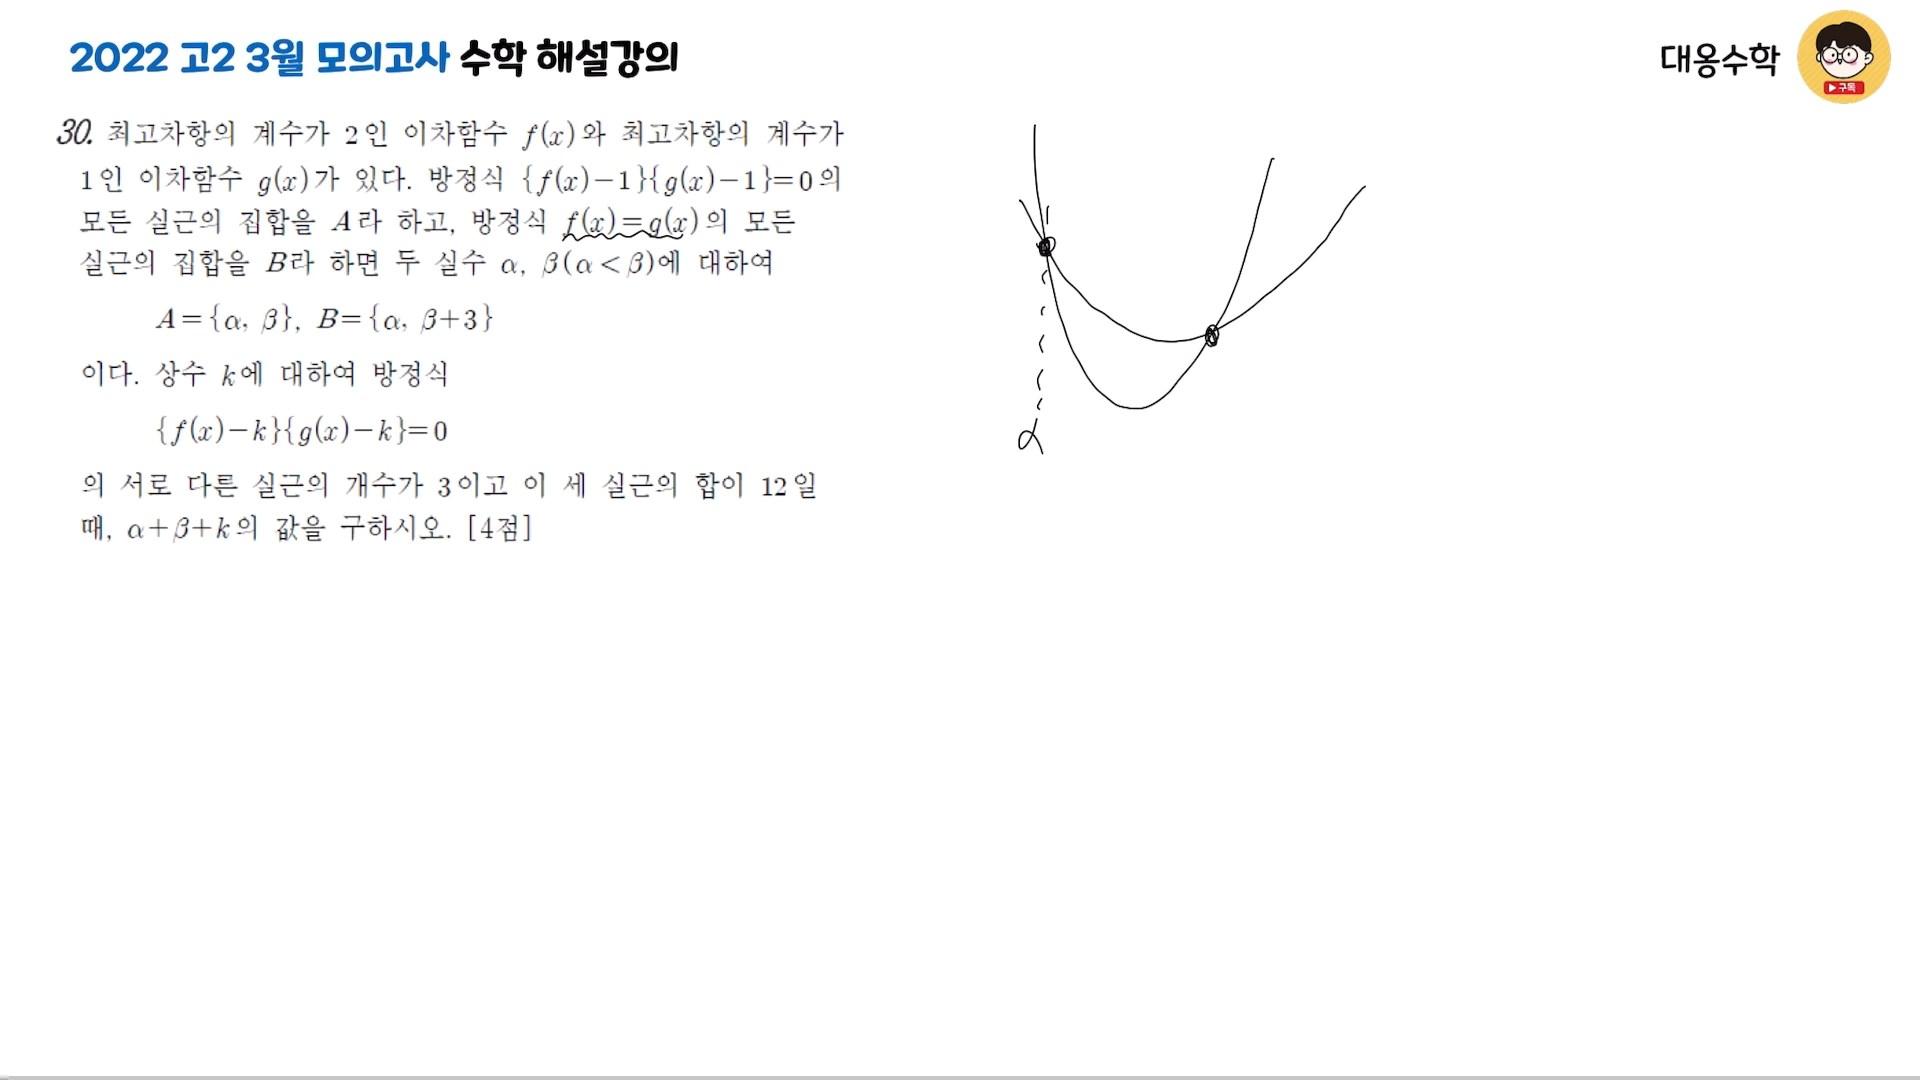 2022 고2 3월 모의고사 수학 해설강의
대옹수학
구독
30. 최고차항의 계수가 2인 이차함수 f(x)와 최고차항의 계수가
1인 이차함수 g(x)가 있다. 방정식 {f(x)-1}{g(x)-1}=0의
모든 실근의 집합을 A라 하고, 방정식 f(x)=g(x)의 모든
실근의 집합을 B라 하면 두 실수 α, β(α<β)에 대하여
A={α, β}, B={α, β+3}
이다. 상수 k에 대하여 방정식
{f(x)-k}{g(x)-k}=0
의 서로 다른 실근의 개수가 3이고 이 세 실근의 합이 12일
때, α+β+k의 값을 구하시오. [4점]
α